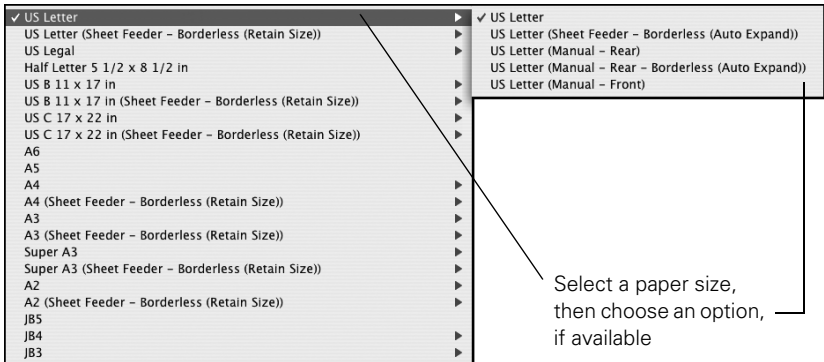 ✓ US Letter
US Letter (Sheet Feeder – Borderless (Retain Size))
US Legal
Half Letter 5 1/2 x 8 1/2 in
US B 11 x 17 in
US B 11 x 17 in (Sheet Feeder – Borderless (Retain Size))
US C 17 x 22 in
US C 17 x 22 in (Sheet Feeder – Borderless (Retain Size))
A6
A5
A4
A4 (Sheet Feeder – Borderless (Retain Size))
A3
A3 (Sheet Feeder – Borderless (Retain Size))
Super A3
Super A3 (Sheet Feeder – Borderless (Retain Size))
A2
A2 (Sheet Feeder – Borderless (Retain Size))
JB5
JB4
JB3
✓ US Letter
US Letter (Sheet Feeder – Borderless (Auto Expand))
US Letter (Manual – Rear)
US Letter (Manual – Rear – Borderless (Auto Expand))
US Letter (Manual – Front)
Select a paper size,
then choose an option,
if available